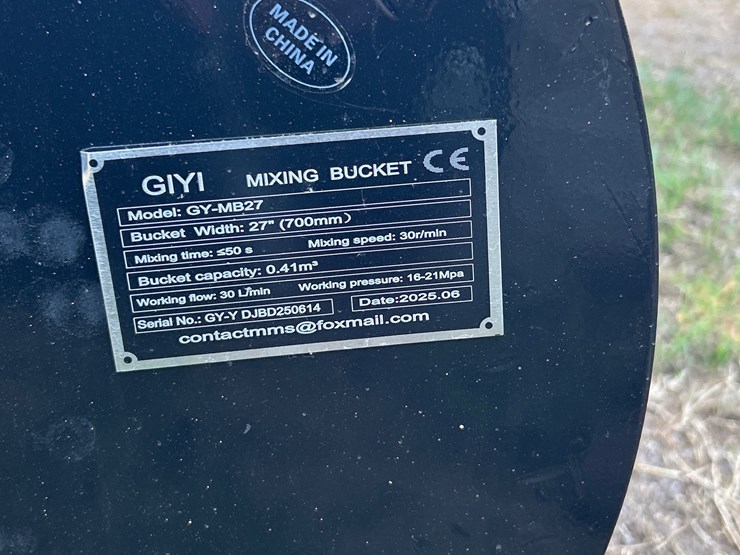 MADE IN
CHINA
GIYI MIXING BUCKET CE
Model: GY-MB27
Bucket Width: 27" (700mm)
Mixing time: ≤50 s Mixing speed: 30r/min
Bucket capacity: 0.41m³
Working flow: 30 L/min Working pressure: 16-21Mpa
Serial No.: GY-Y DJBD250614 Date:2025.06
contactmms@foxmail.com